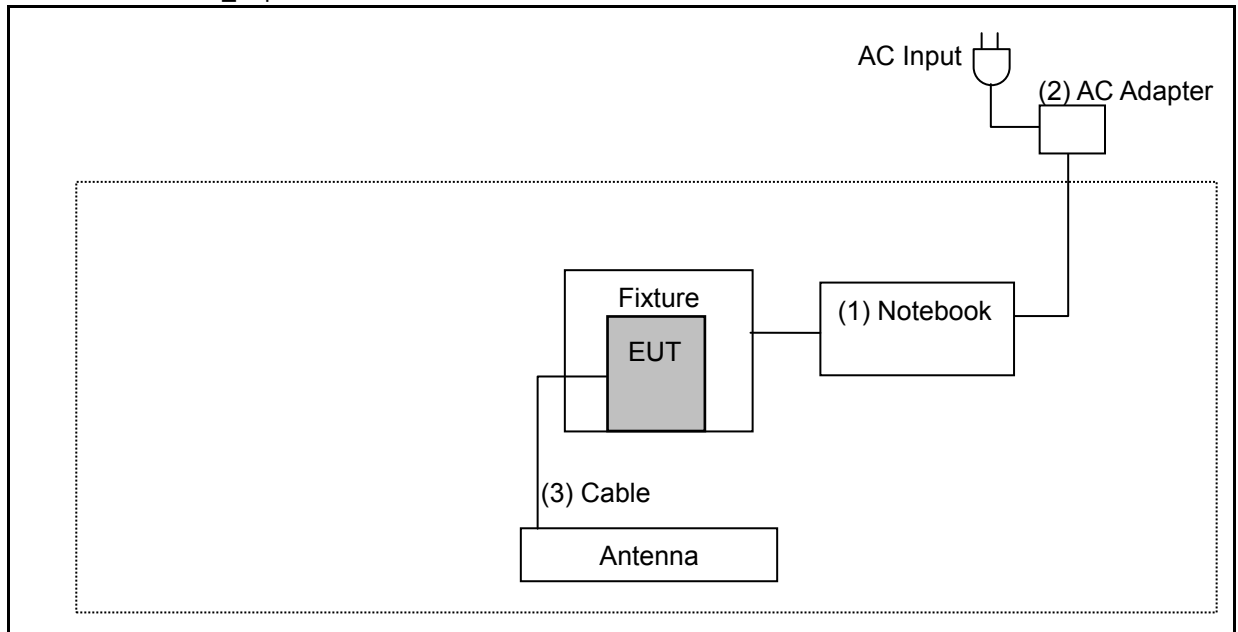 AC Input
(2) AC Adapter
Fixture
(1) Notebook
EUT
(3) Cable
Antenna